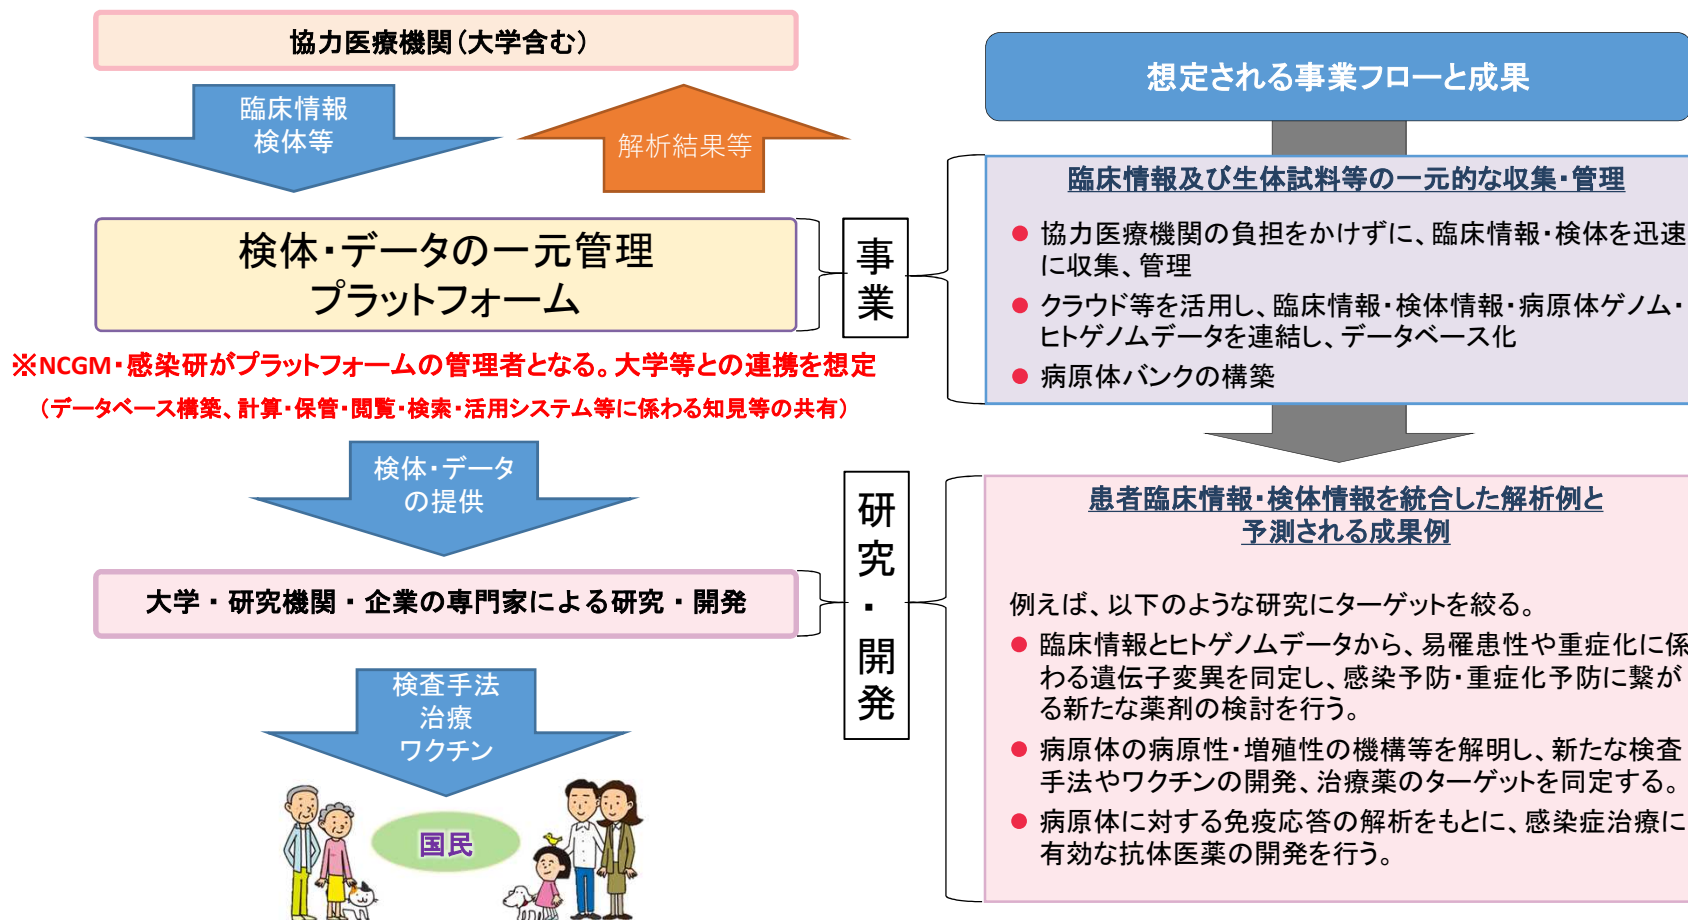 協力医療機関(大学含む)
臨床情報
検体等
解析結果等
検体・データの一元管理
プラットフォーム
※NCGM・感染研がプラットフォームの管理者となる。大学等との連携を想定
(データベース構築、計算・保管・閲覧・検索・活用システム等に係わる知見等の共有)
検体・データ
の提供
大学・研究機関・企業の専門家による研究・開発
検査手法
治療
ワクチン
国民
事業
研究・開発
想定される事業フローと成果
臨床情報及び生体試料等の一元的な収集・管理
● 協力医療機関の負担をかけずに、臨床情報・検体を迅速
に収集、管理
● クラウド等を活用し、臨床情報・検体情報・病原体ゲノム・
ヒトゲノムデータを連結し、データベース化
● 病原体バンクの構築
患者臨床情報・検体情報を統合した解析例と
予測される成果例
例えば、以下のような研究にターゲットを絞る。
● 臨床情報とヒトゲノムデータから、易罹患性や重症化に係
わる遺伝子変異を同定し、感染予防・重症化予防に繋が
る新たな薬剤の検討を行う。
● 病原体の病原性・増殖性の機構等を解明し、新たな検査
手法やワクチンの開発、治療薬のターゲットを同定する。
● 病原体に対する免疫応答の解析をもとに、感染症治療に
有効な抗体医薬の開発を行う。